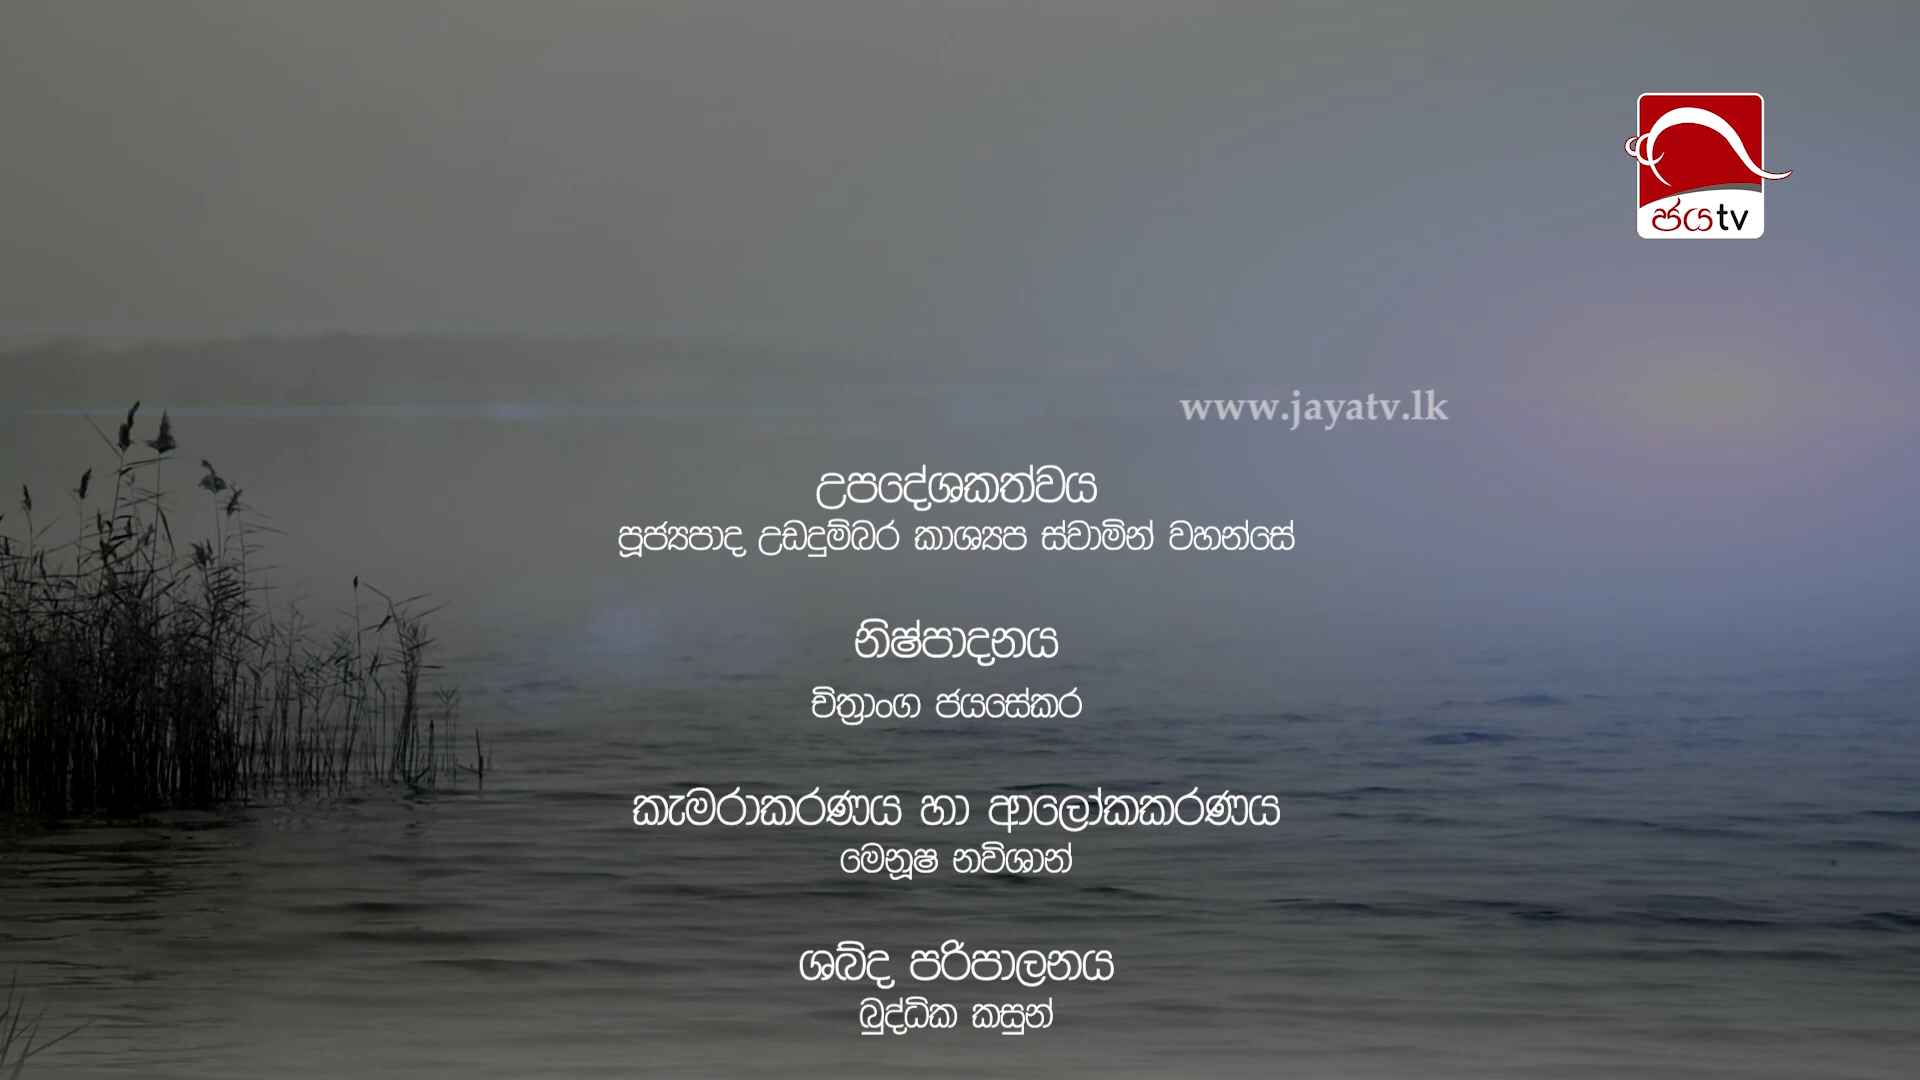 ජයtv
www.jayatv.lk
උපදේශකත්වය
පූජ්‍යපාද උඩදුම්බර කාශ්‍යප ස්වාමින් වහන්සේ
නිෂ්පාදනය
චිත්‍රාංග ජයසේකර
කැමරාකරණය හා ආලෝකකරණය
මෙනූෂ නවිශාන්
ශබ්ද පරිපාලනය
බුද්ධික කසුන්